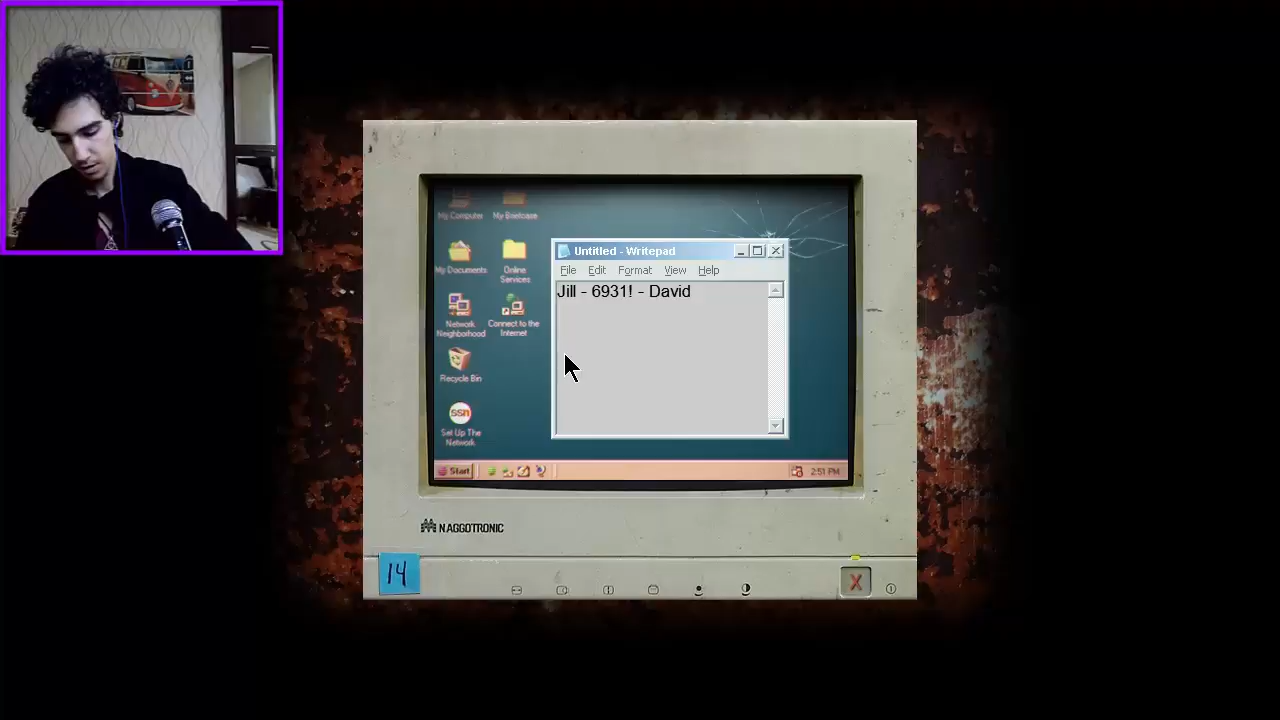 My Computer
My Briefcase
My Documents
Online Services
Network Neighborhood
Connect to the Internet
Recycle Bin
ssn
Set Up The Network
Untitled - Writepad
File Edit Format View Help
Jill - 6931! - David
Start
2:51 PM
NAGGOTRONIC
14
X